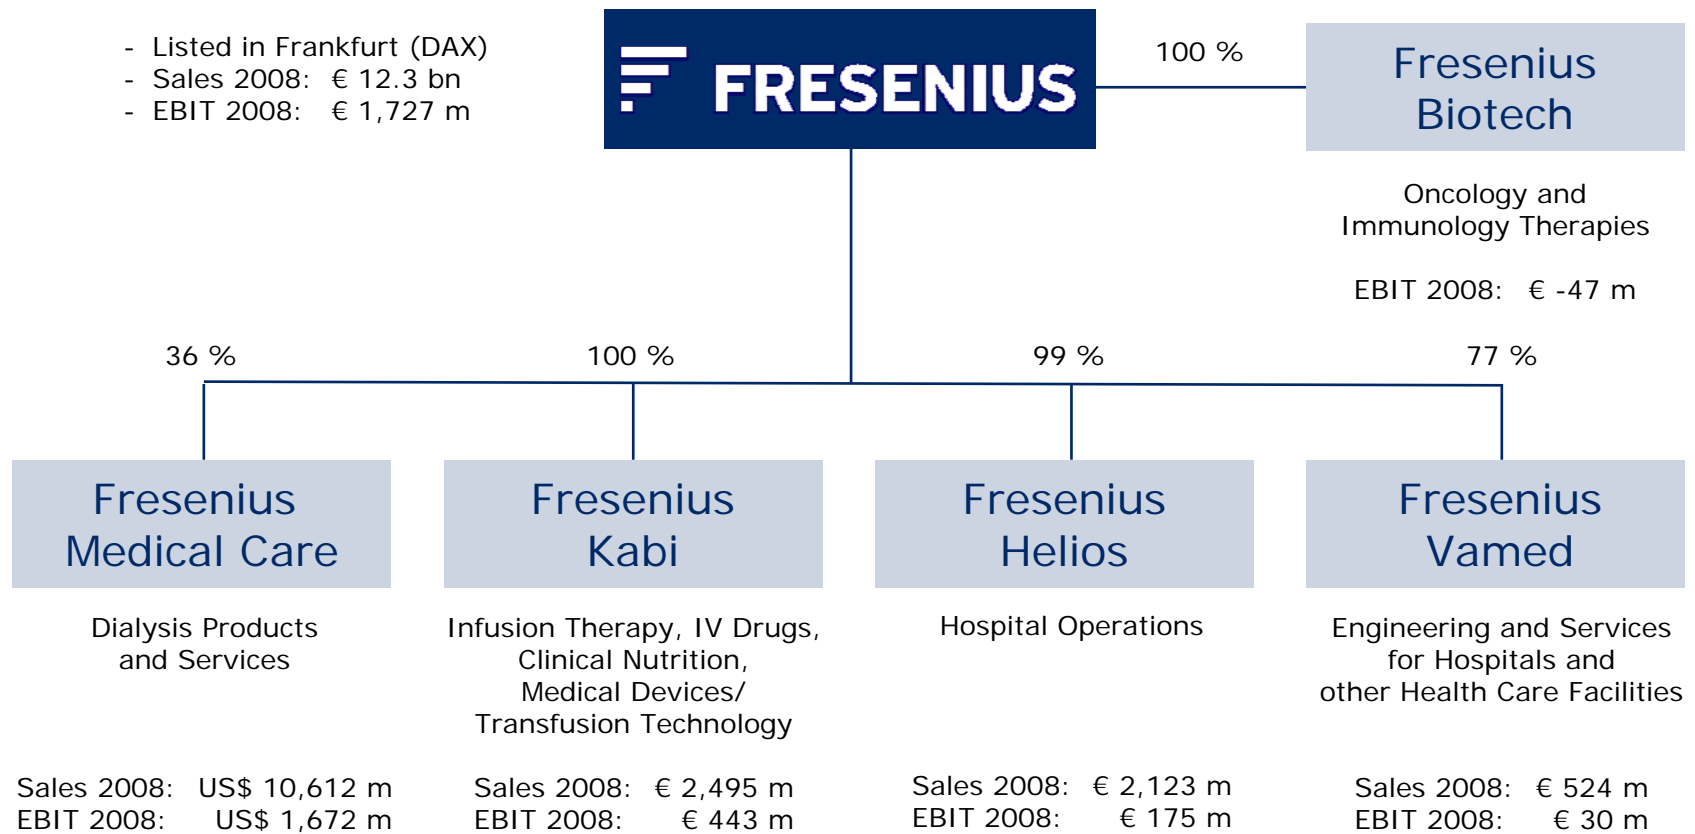 - Listed in Frankfurt (DAX)
- Sales 2008: € 12.3 bn
- EBIT 2008: € 1,727 m
FRESENIUS
100 %
Fresenius
Biotech
Oncology and
Immunology Therapies
EBIT 2008: € -47 m
36 %
100 %
99 %
77 %
Fresenius
Medical Care
Dialysis Products
and Services
Sales 2008: US$ 10,612 m
EBIT 2008: US$ 1,672 m
Fresenius
Kabi
Infusion Therapy, IV Drugs,
Clinical Nutrition,
Medical Devices/
Transfusion Technology
Sales 2008: € 2,495 m
EBIT 2008: € 443 m
Fresenius
Helios
Hospital Operations
Sales 2008: € 2,123 m
EBIT 2008: € 175 m
Fresenius
Vamed
Engineering and Services
for Hospitals and
other Health Care Facilities
Sales 2008: € 524 m
EBIT 2008: € 30 m